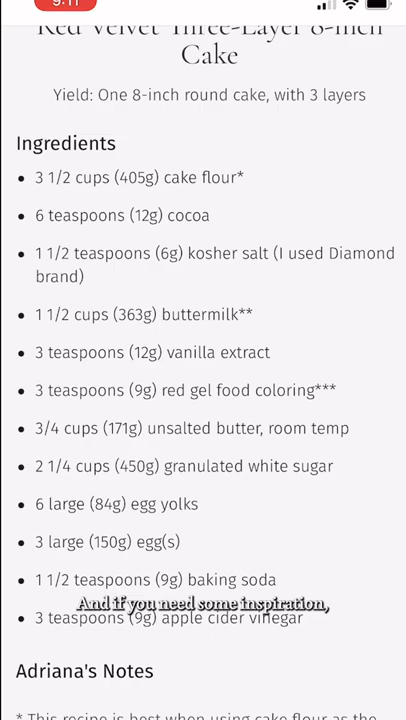 9:11
Red Velvet Three-Layer 8-inch
Cake
Yield: One 8-inch round cake, with 3 layers
Ingredients
• 3 1/2 cups (405g) cake flour*
• 6 teaspoons (12g) cocoa
• 1 1/2 teaspoons (6g) kosher salt (I used Diamond
brand)
• 1 1/2 cups (363g) buttermilk**
• 3 teaspoons (12g) vanilla extract
• 3 teaspoons (9g) red gel food coloring***
• 3/4 cups (171g) unsalted butter, room temp
• 2 1/4 cups (450g) granulated white sugar
• 6 large (84g) egg yolks
• 3 large (150g) egg(s)
• 1 1/2 teaspoons (9g) baking soda
And if you need some inspiration,
• 3 teaspoons (9g) apple cider vinegar
Adriana's Notes
* This recipe is best when using cake flour as the